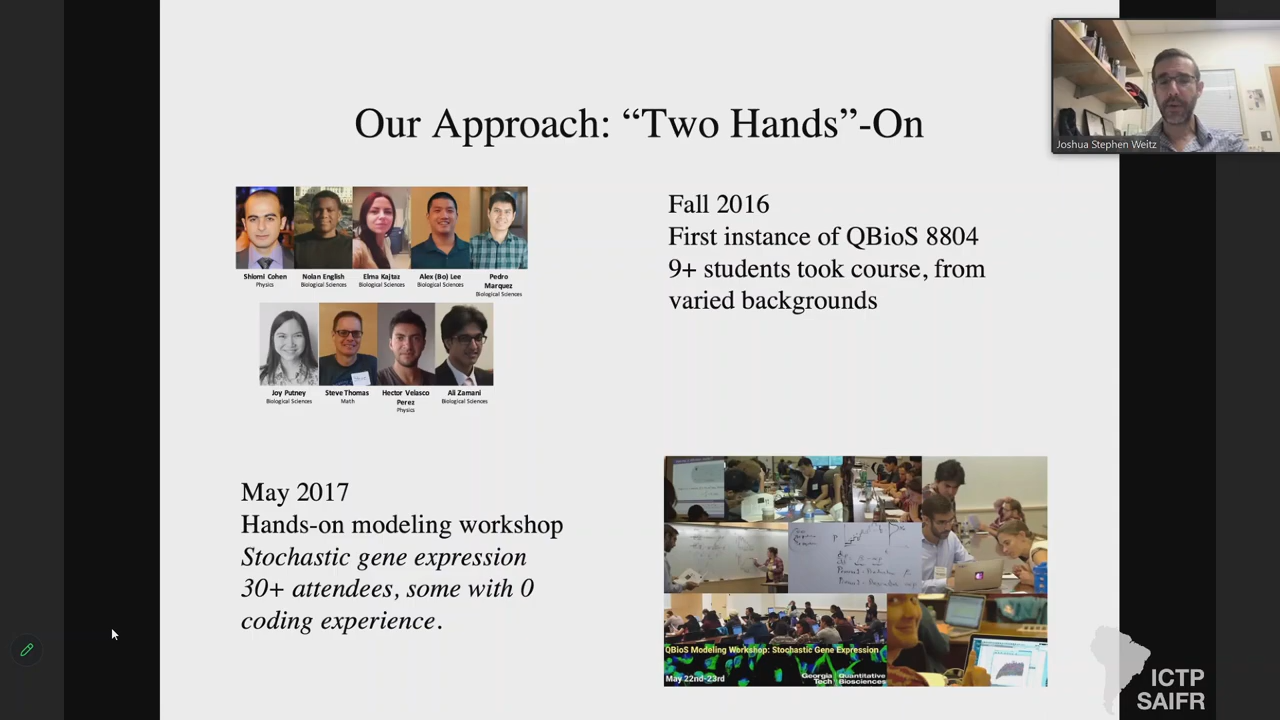 Our Approach: “Two Hands”-On
Joshua Stephen Weitz
Shlomi Cohen
Physics
Nolan English
Biological Sciences
Elma Kajtaz
Biological Sciences
Alex (Bo) Lee
Biological Sciences
Pedro
Marquez
Biological Sciences
Joy Putney
Biological Sciences
Steve Thomas
Math
Hector Velasco
Perez
Physics
Ali Zamani
Biological Sciences
Fall 2016
First instance of QBioS 8804
9+ students took course, from
varied backgrounds
May 2017
Hands-on modeling workshop
Stochastic gene expression
30+ attendees, some with 0
coding experience.
QBioS Modeling Workshop: Stochastic Gene Expression
May 22nd-23rd
Georgia
Tech
Quantitative
Biosciences
ICTP
SAIFR